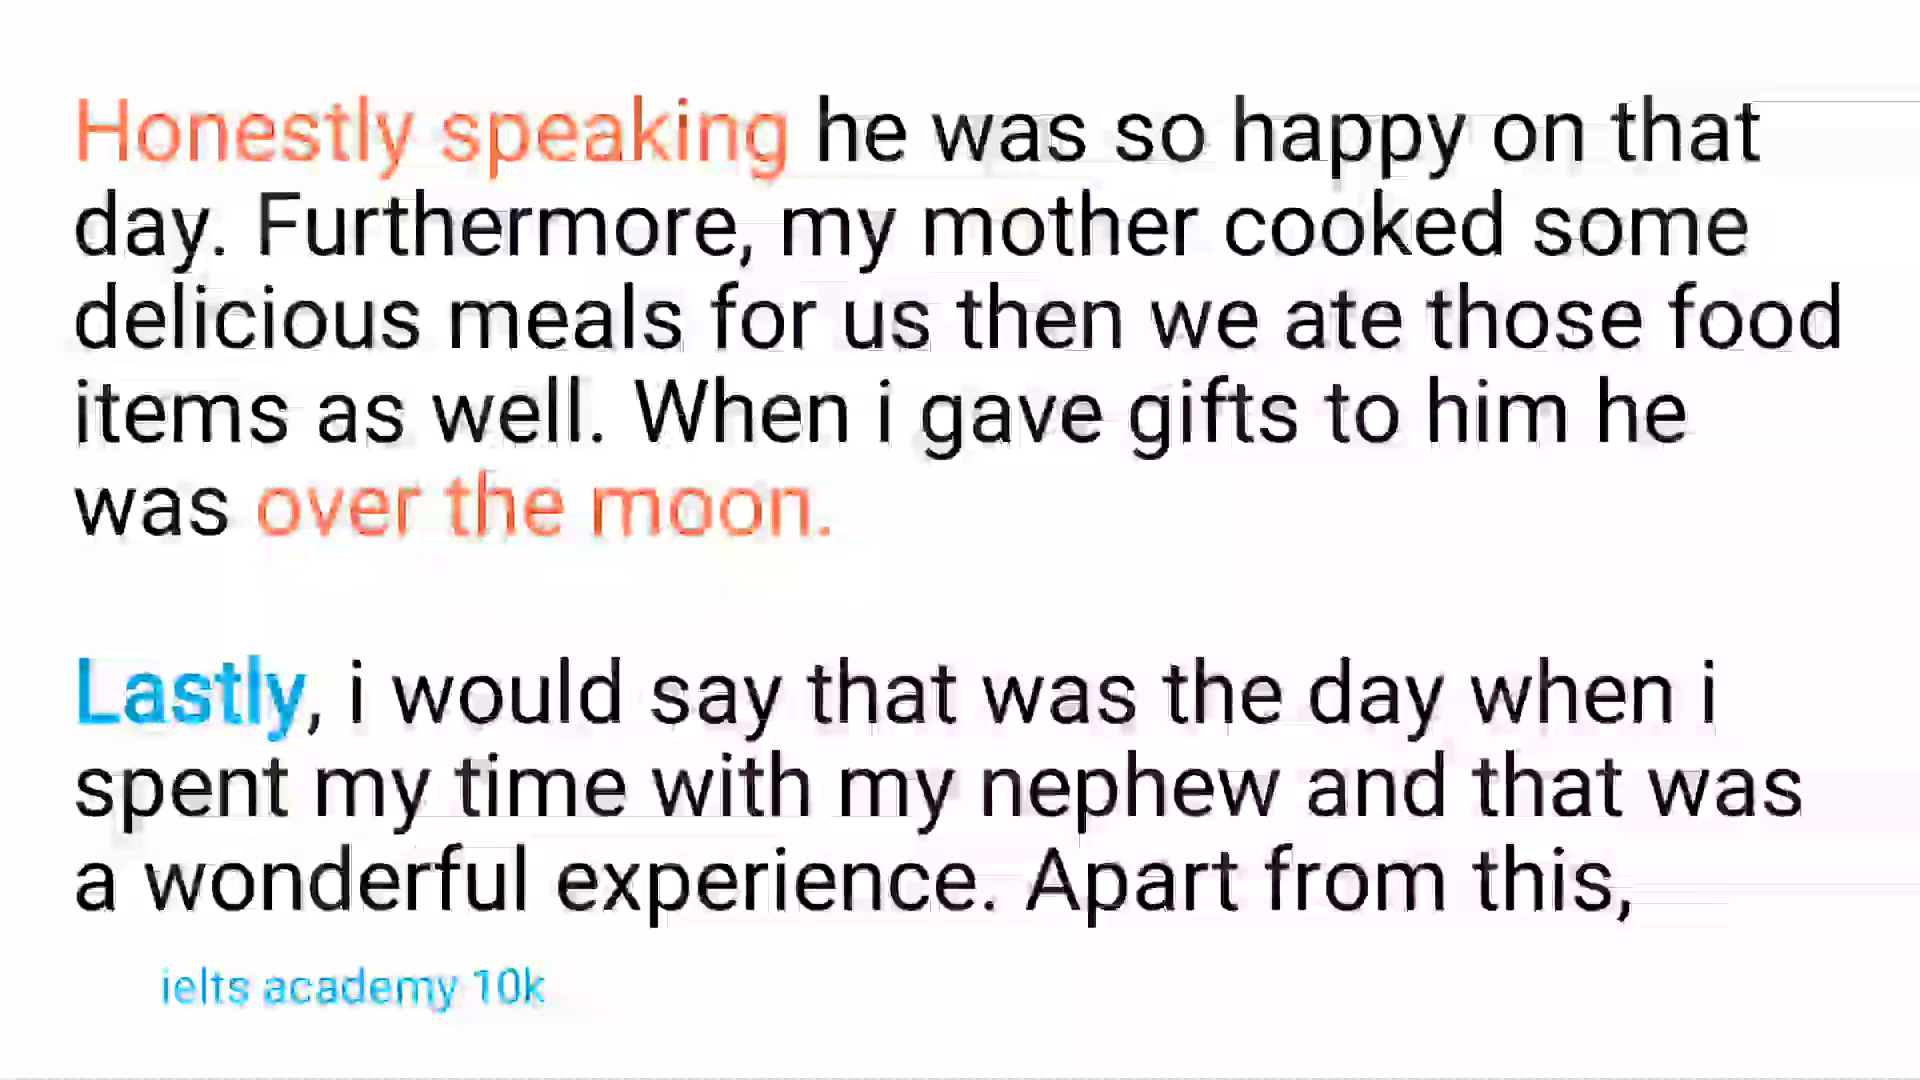 Honestly speaking he was so happy on that
day. Furthermore, my mother cooked some
delicious meals for us then we ate those food
items as well. When i gave gifts to him he
was over the moon.
Lastly, i would say that was the day when i
spent my time with my nephew and that was
a wonderful experience. Apart from this,
ielts academy 10k